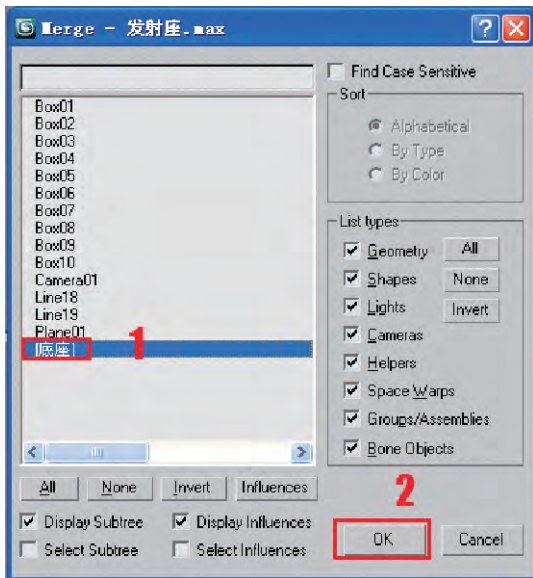 Merge - 发射座.max
Find Case Sensitive
Sort
Alphabetical
By Type
By Color
Box01
Box02
Box03
Box04
Box05
Box06
Box07
Box08
Box09
Box10
Camera01
Line18
Line19
Plane01
[底座]
1
List types
Geometry
All
Shapes
None
Lights
Invert
Cameras
Helpers
Space Warps
Groups/Assemblies
Bone Objects
All
None
Invert
Influences
Display Subtree
Display Influences
Select Subtree
Select Influences
2
OK
Cancel